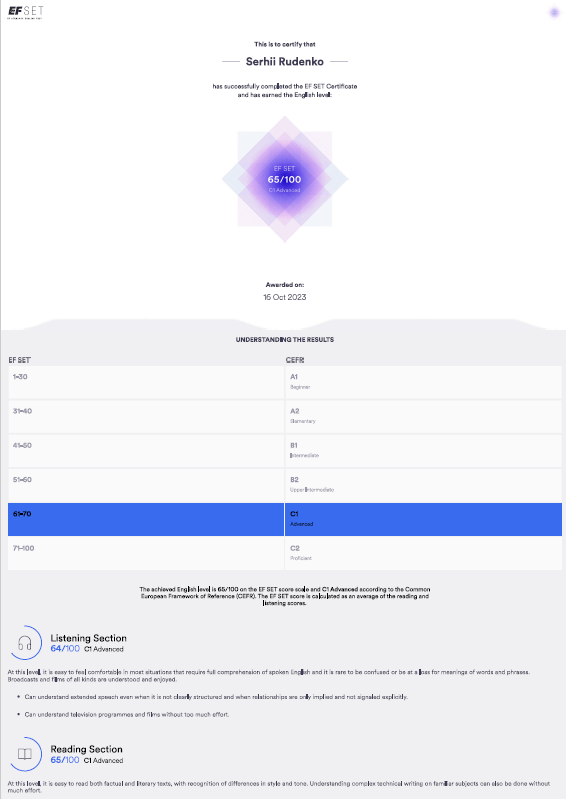 EF SET
This is to certify that
Serhii Rudenko
has successfully completed the EF SET Certificate
and has earned the English level:
EF SET
65/100
C1 Advanced
Awarded on:
16 Oct 2023
UNDERSTANDING THE RESULTS
EF SET CEFR
1-30 A1
Beginner
31-40 A2
Elementary
41-50 B1
Intermediate
51-60 B2
Upper Intermediate
61-70 C1
Advanced
71-100 C2
Proficient
The achieved English level is 65/100 on the EF SET score scale and C1 Advanced according to the Common
European Framework of Reference (CEFR). The EF SET score is calculated as an average of the reading and
listening scores.
Listening Section
64/100 C1 Advanced
At this level, it is easy to feel comfortable in most situations that require full comprehension of spoken English and it is rare to be confused or be at a loss for meanings of words and phrases.
Broadcasts and films of all kinds are understood and enjoyed.
• Can understand extended speech even when it is not clearly structured and when relationships are only implied and not signaled explicitly.
• Can understand television programmes and films without too much effort.
Reading Section
65/100 C1 Advanced
At this level, it is easy to read both factual and literary texts, with recognition of differences in style and tone. Understanding complex technical writing on familiar subjects can also be done without
much effort.